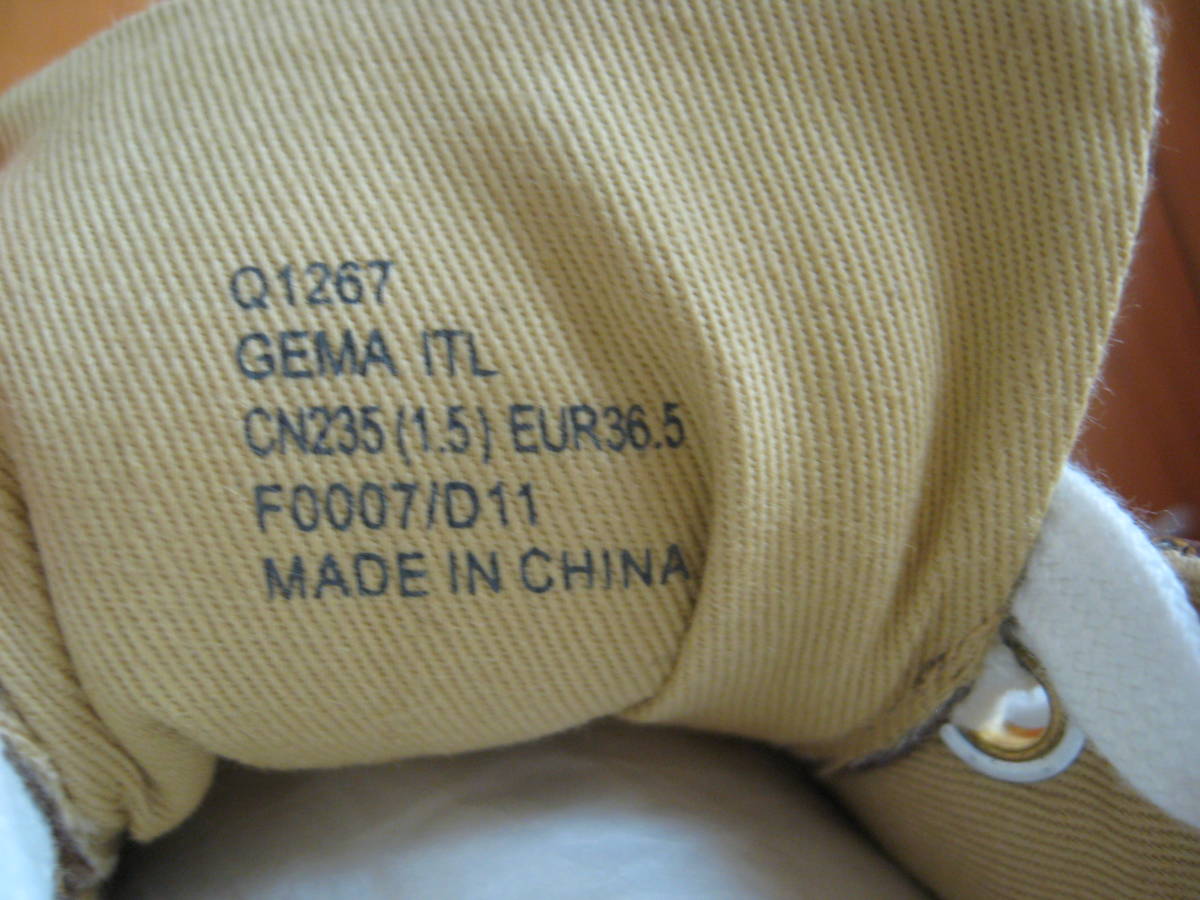 Q1267
GEMA ITL
CN235(1.5) EUR36.5
F0007/D11
MADE IN CHINA